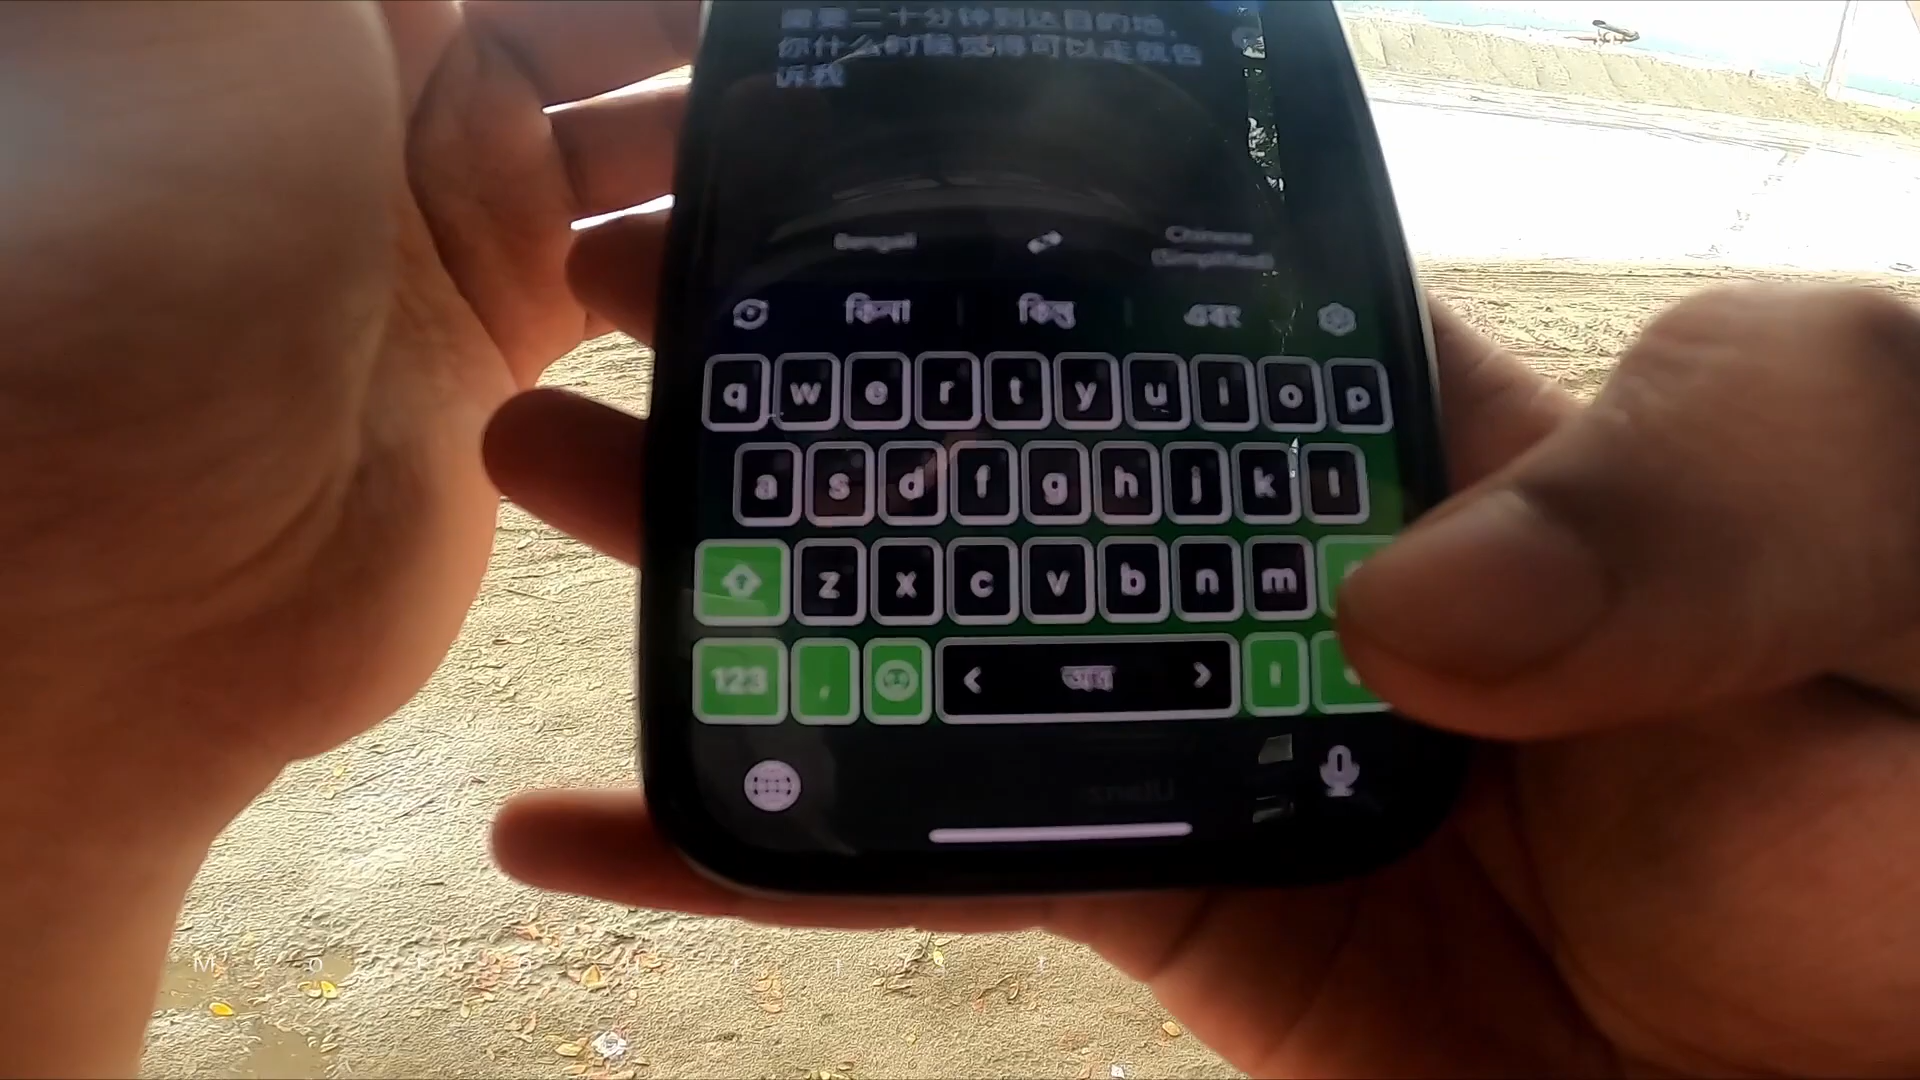 需要二十分钟到达目的地，
你什么时候觉得可以走就告
诉我
Bengali
Chinese
(Simplified)
কিনা
কিন্তু
এবং
q w e r t y u i o p
a s d f g h j k l
z x c v b n m
123 , < > ।